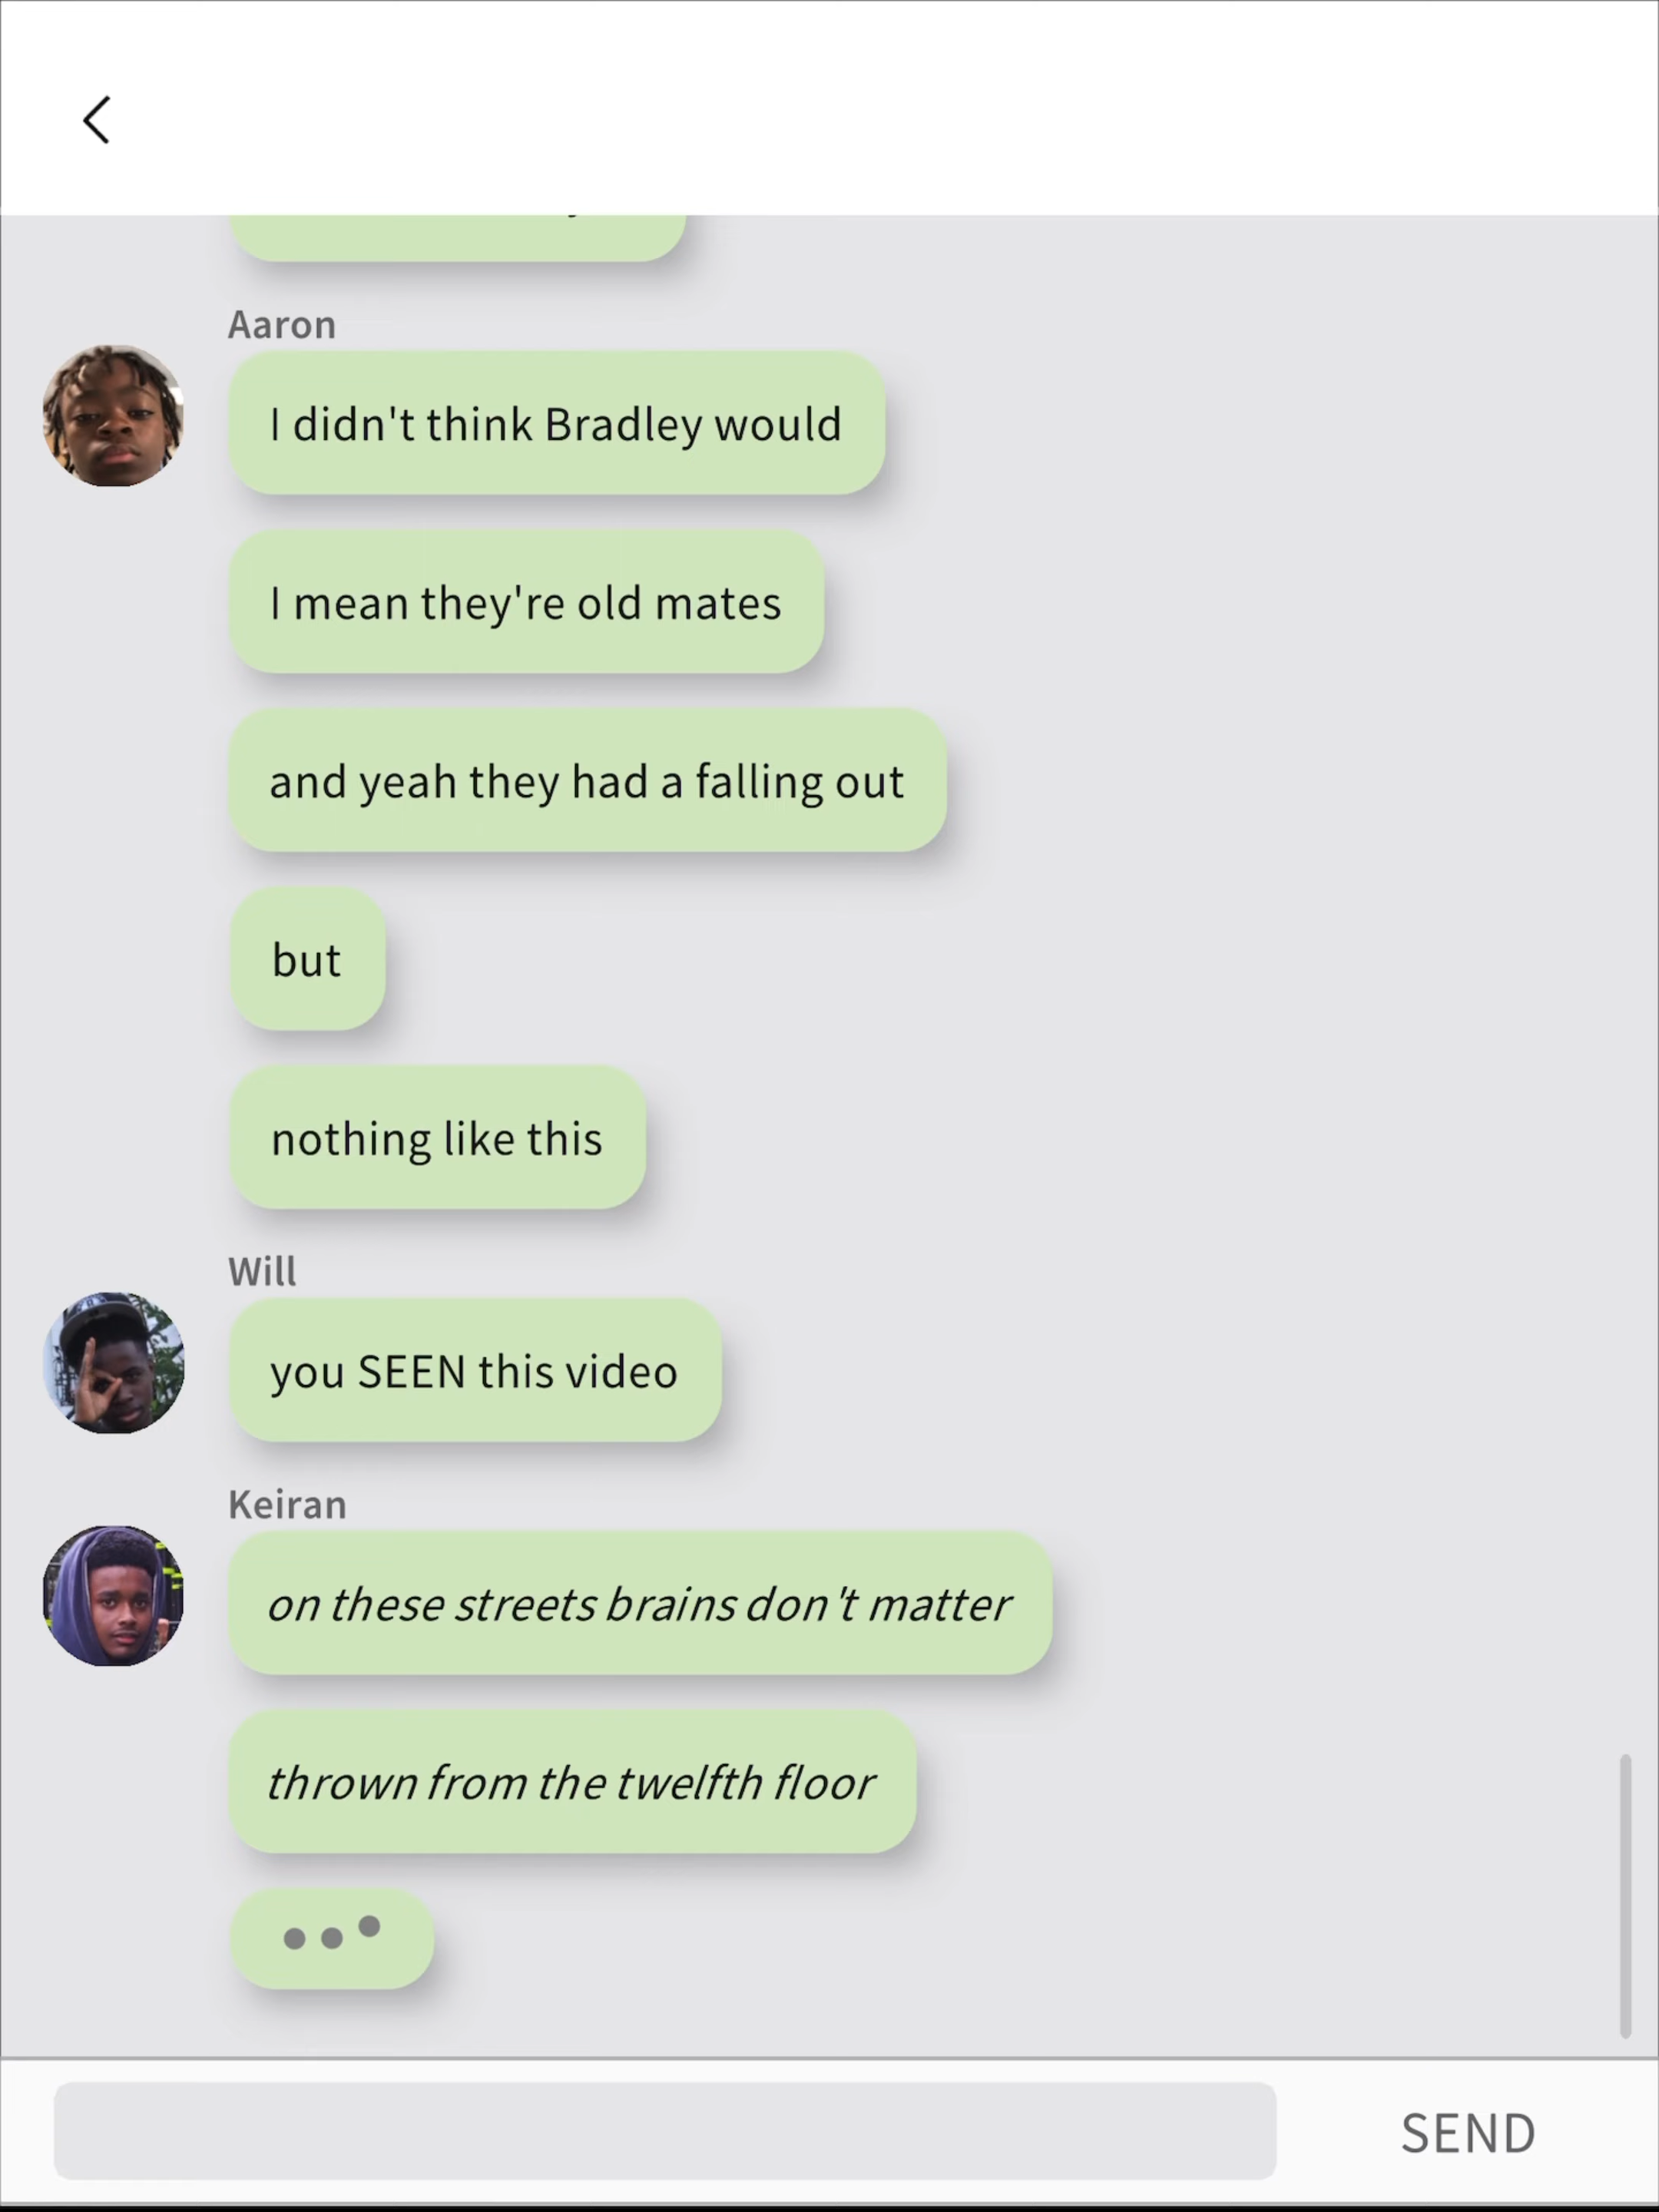 Aaron
I didn't think Bradley would
I mean they're old mates
and yeah they had a falling out
but
nothing like this
Will
you SEEN this video
Keiran
on these streets brains don't matter
thrown from the twelfth floor
SEND